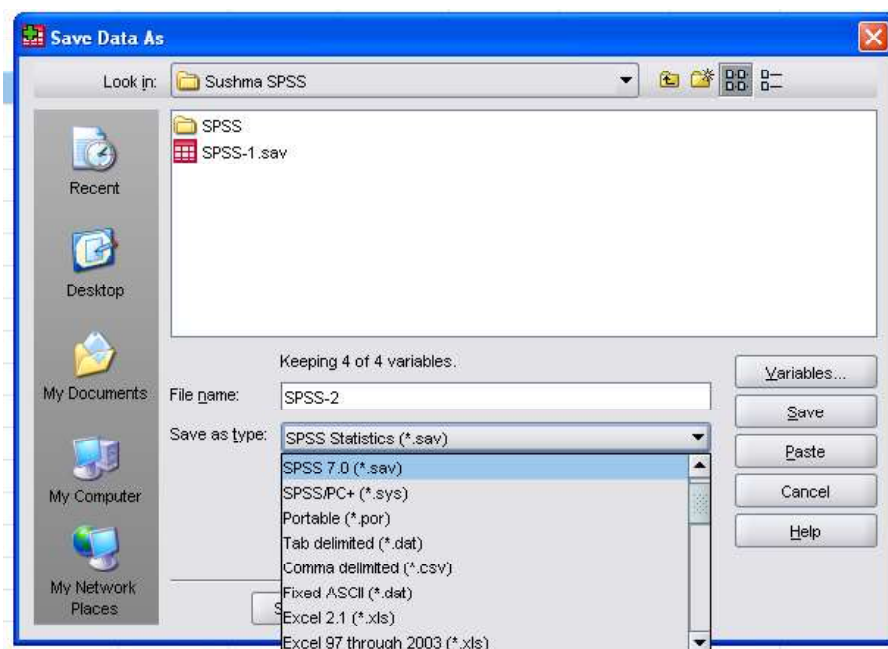 Save Data As
Look in: Sushma SPSS
SPSS
SPSS-1.sav
Recent
Desktop
My Documents
My Computer
My Network Places
Keeping 4 of 4 variables.
File name: SPSS-2
Save as type: SPSS Statistics (*.sav)
SPSS 7.0 (*.sav)
SPSS/PC+ (*.sys)
Portable (*.por)
Tab delimited (*.dat)
Comma delimited (*.csv)
Fixed ASCII (*.dat)
Excel 2.1 (*.xls)
Excel 97 through 2003 (*.xls)
Variables...
Save
Paste
Cancel
Help